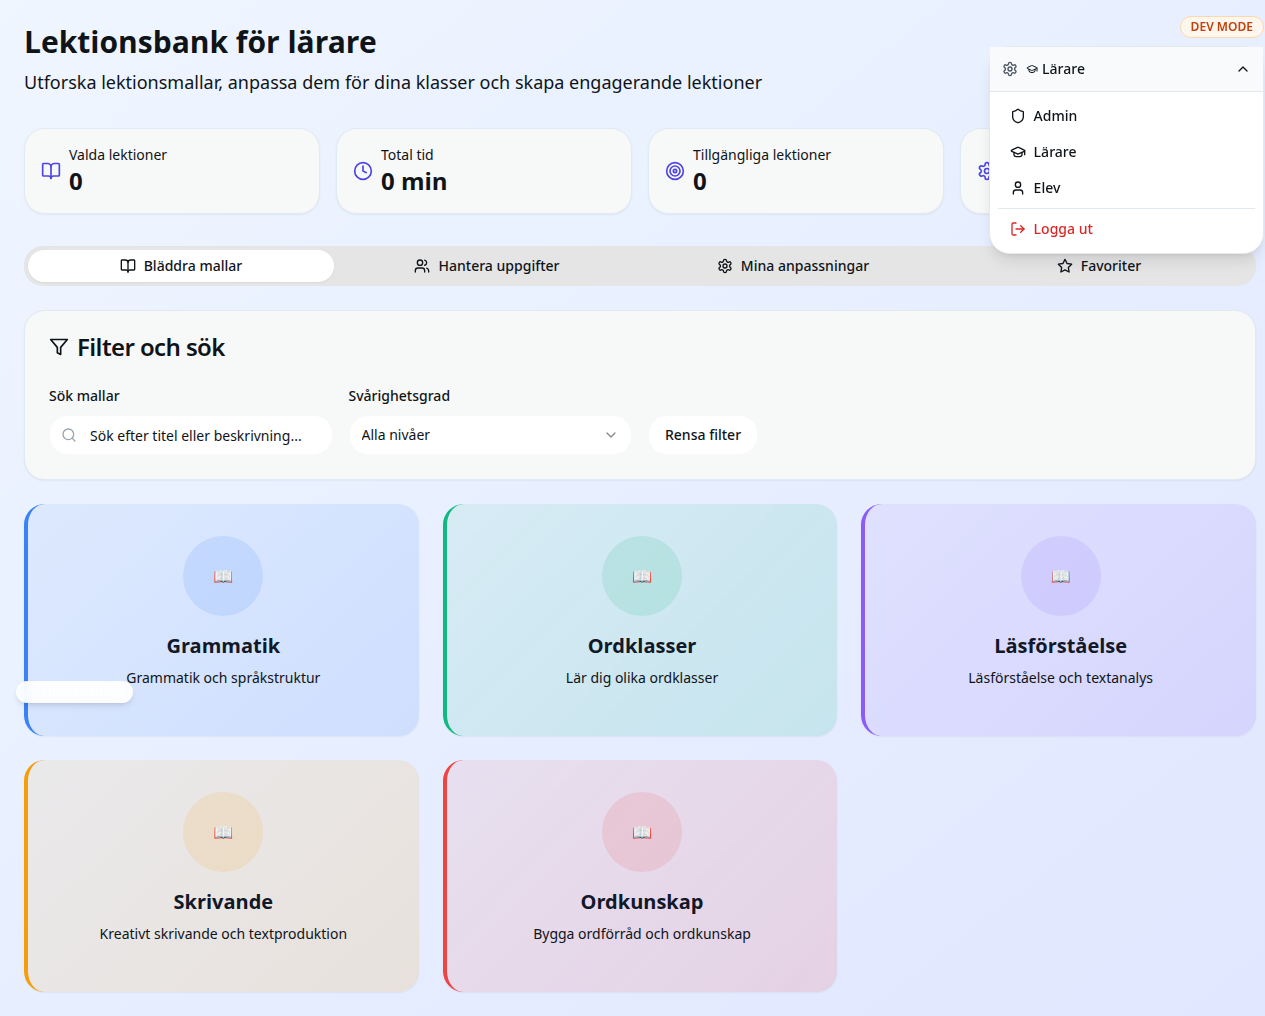 Lektionsbank för lärare
Utforska lektionsmallar, anpassa dem för dina klasser och skapa engagerande lektioner
DEV MODE
Lärare
Admin
Lärare
Elev
Logga ut
Valda lektioner
0
Total tid
0 min
Tillgängliga lektioner
0
Bläddra mallar
Hantera uppgifter
Mina anpassningar
Favoriter
Filter och sök
Sök mallar
Svårighetsgrad
Sök efter titel eller beskrivning...
Alla nivåer
Rensa filter
Grammatik
Grammatik och språkstruktur
Ordklasser
Lär dig olika ordklasser
Läsförståelse
Läsförståelse och textanalys
Skrivande
Kreativt skrivande och textproduktion
Ordkunskap
Bygga ordförråd och ordkunskap